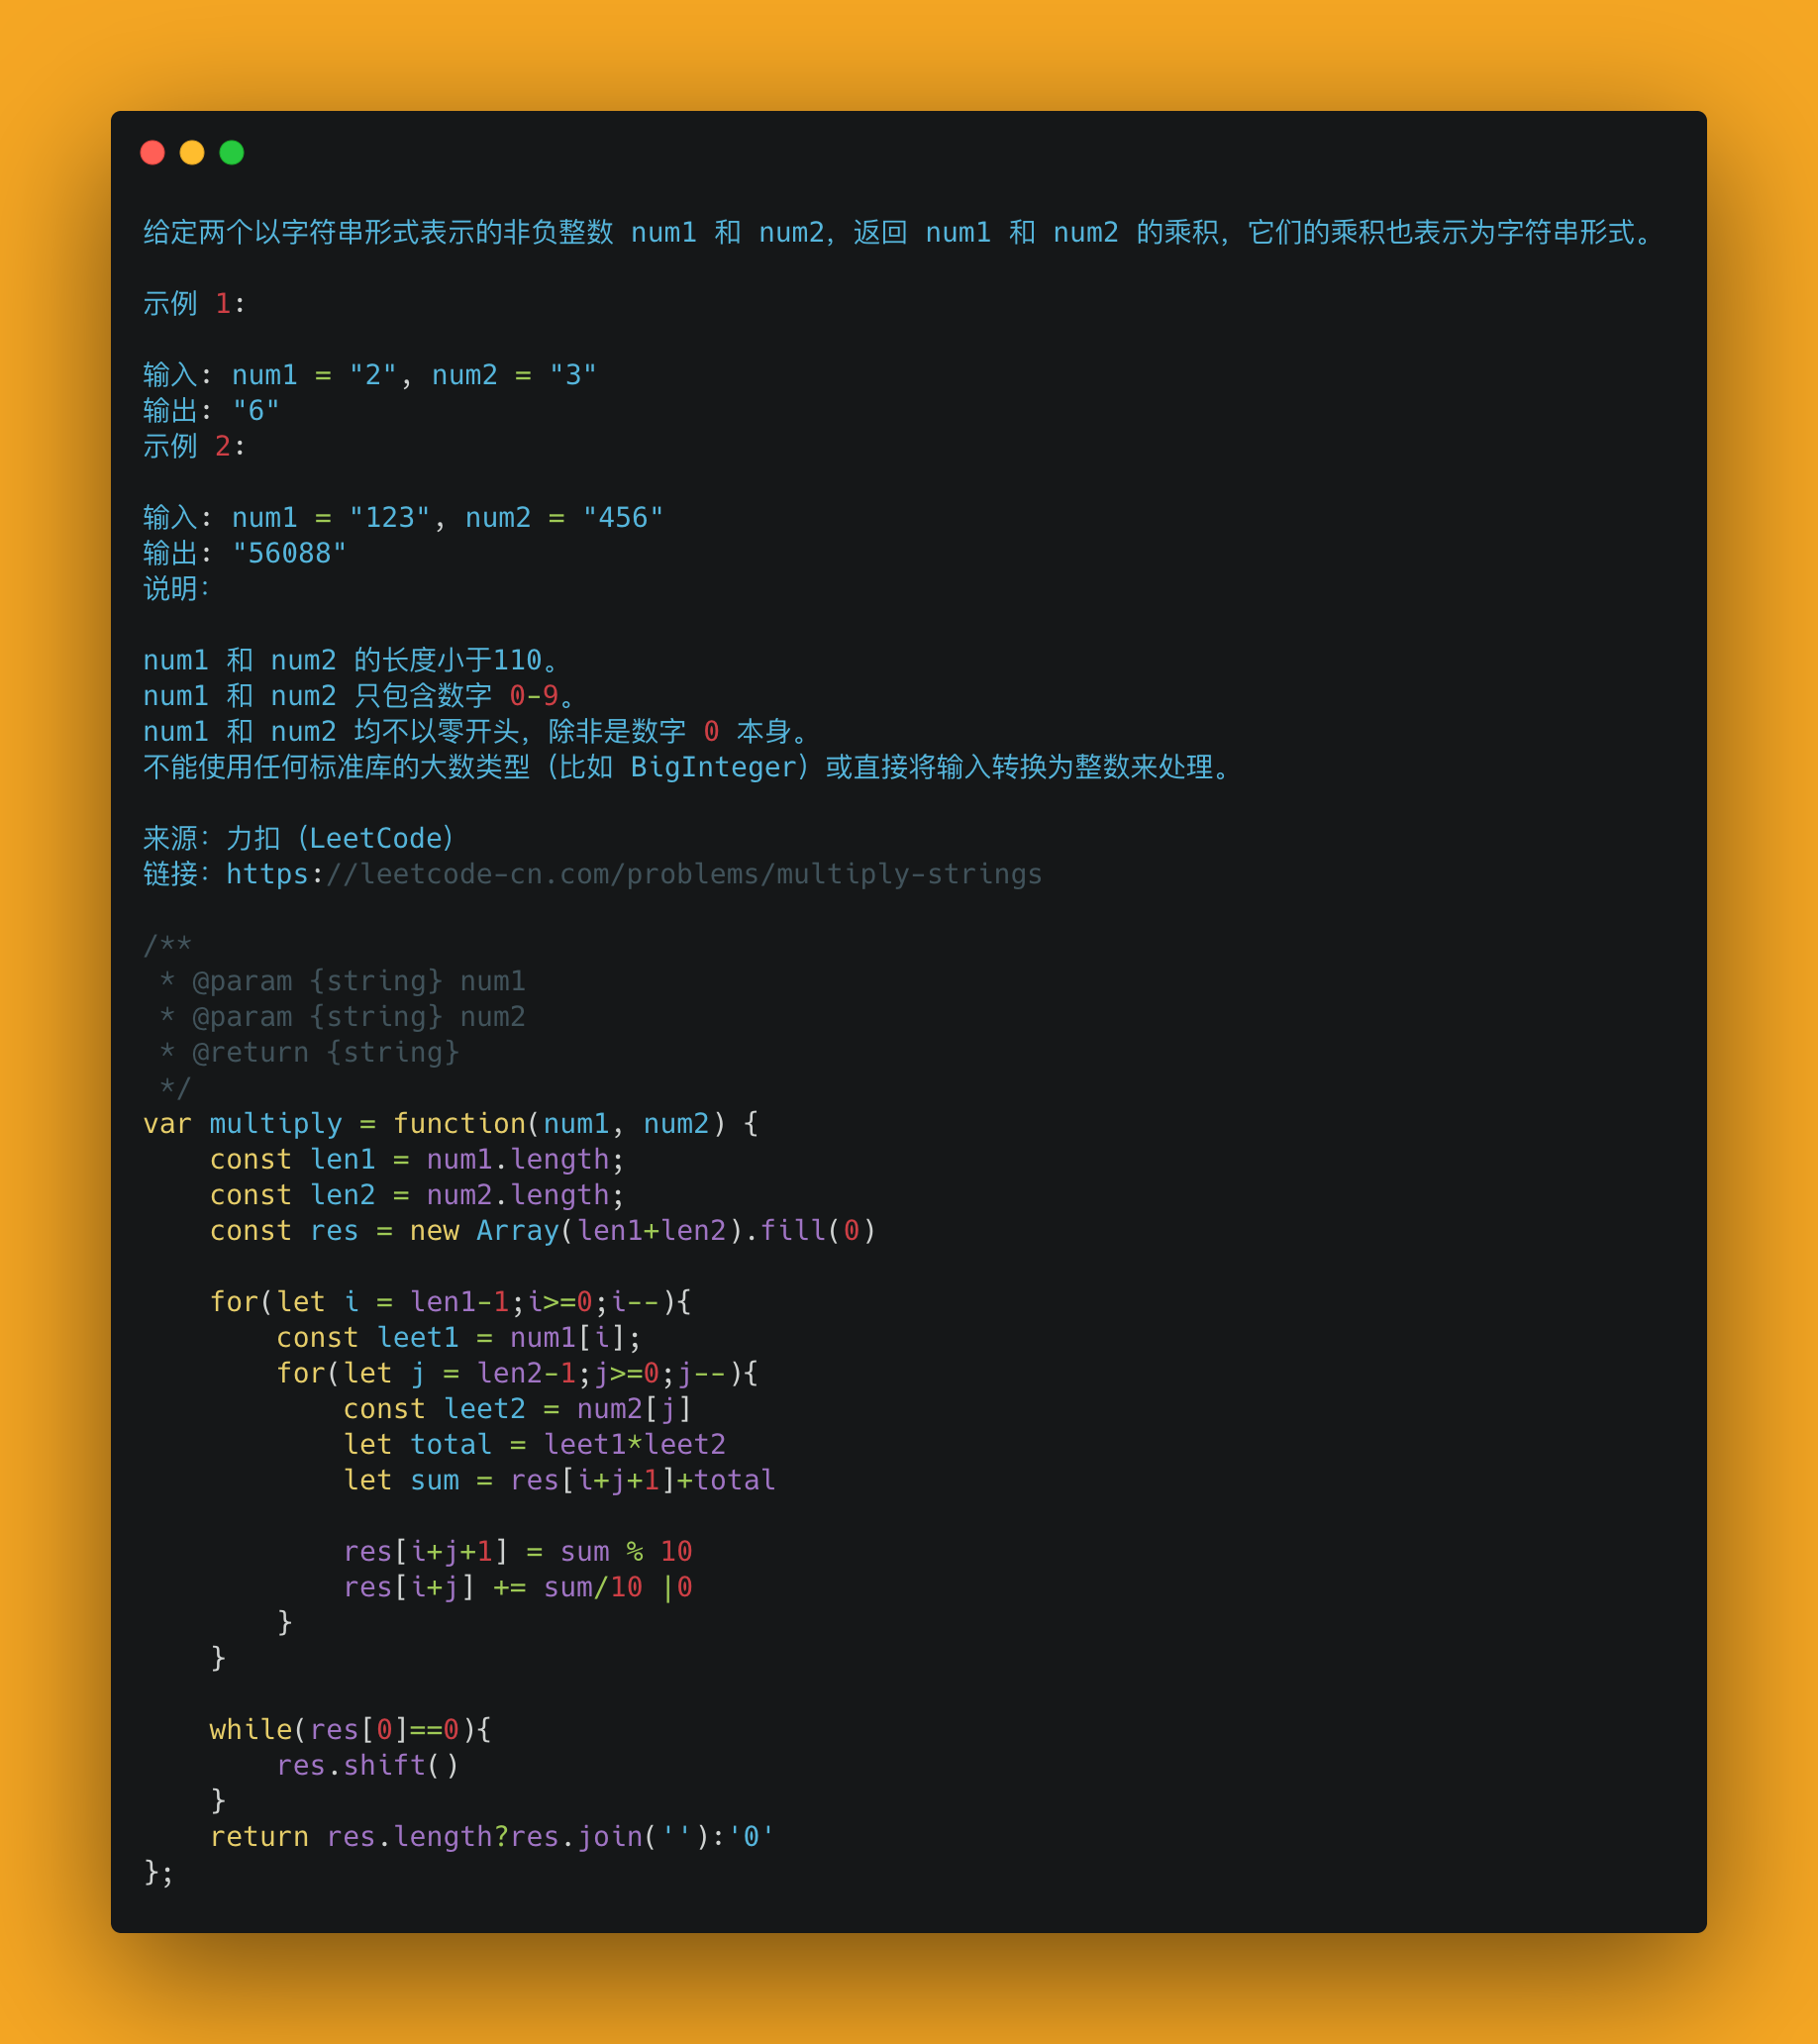 给定两个以字符串形式表示的非负整数 num1 和 num2，返回 num1 和 num2 的乘积，它们的乘积也表示为字符串形式。
示例 1:
输入: num1 = "2", num2 = "3"
输出: "6"
示例 2:
输入: num1 = "123", num2 = "456"
输出: "56088"
说明：
num1 和 num2 的长度小于110。
num1 和 num2 只包含数字 0-9。
num1 和 num2 均不以零开头，除非是数字 0 本身。
不能使用任何标准库的大数类型（比如 BigInteger）或直接将输入转换为整数来处理。
来源：力扣（LeetCode）
链接：https://leetcode-cn.com/problems/multiply-strings
/**
 * @param {string} num1
 * @param {string} num2
 * @return {string}
 */
var multiply = function(num1, num2) {
    const len1 = num1.length;
    const len2 = num2.length;
    const res = new Array(len1+len2).fill(0)
    for(let i = len1-1;i>=0;i--){
        const leet1 = num1[i];
        for(let j = len2-1;j>=0;j--){
            const leet2 = num2[j]
            let total = leet1*leet2
            let sum = res[i+j+1]+total
            res[i+j+1] = sum % 10
            res[i+j] += sum/10 |0
        }
    }
    while(res[0]==0){
        res.shift()
    }
    return res.length?res.join(''):'0'
};